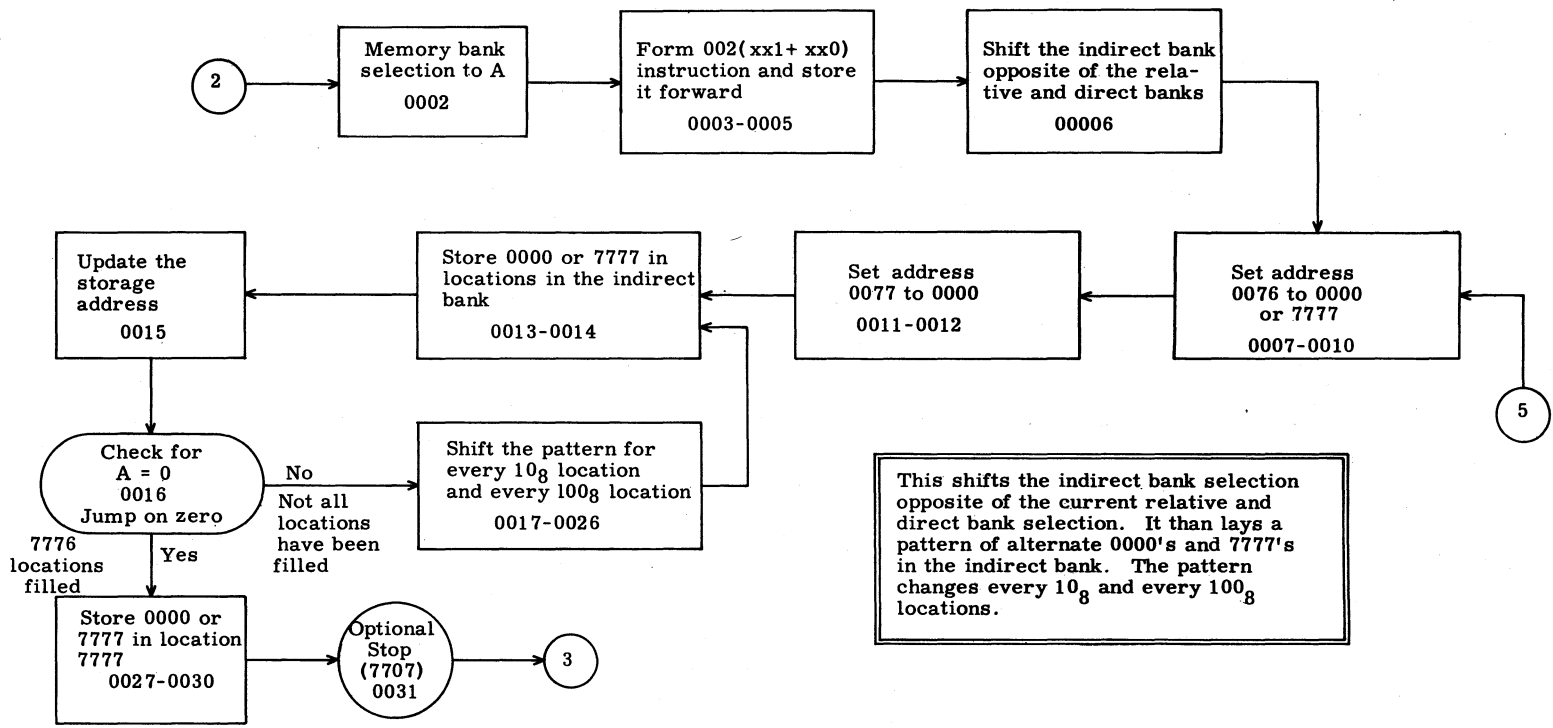 2
Memory bank
selection to A
0002
Form 002(xx1+ xx0)
instruction and store
it forward
0003-0005
Shift the indirect bank
opposite of the rela-
tive and direct banks
00006
Update the
storage
address
0015
Store 0000 or 7777 in
locations in the indirect
bank
0013-0014
Set address
0077 to 0000
0011-0012
Set address
0076 to 0000
or 7777
0007-0010
5
Check for
A = 0
0016
Jump on zero
No
Not all
locations
have been
filled
Shift the pattern for
every 10₈ location
and every 100₈ location
0017-0026
7776
locations
filled
Yes
Store 0000 or
7777 in location
7777
0027-0030
Optional
Stop
(7707)
0031
3
This shifts the indirect bank selection
opposite of the current relative and
direct bank selection. It than lays a
pattern of alternate 0000's and 7777's
in the indirect bank. The pattern
changes every 10₈ and every 100₈
locations.